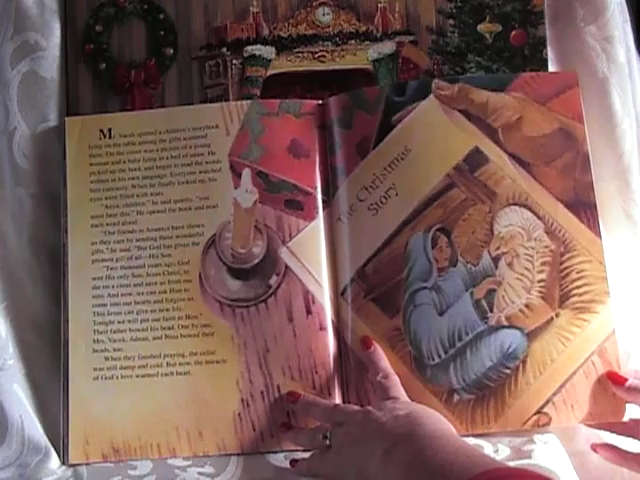 Mr. Vacek spotted a children's storybook
lying on the table among the gifts scattered
there. On the cover was a picture of a young
woman and a baby lying in a bed of straw. He
picked up the book and began to read the words
written in his own language. Everyone watched
him curiously. When he finally looked up, his
eyes were filled with tears.
"Anya, children," he said quietly, "you
must hear this." He opened the book and read
each word aloud.
"Our friends in America have shown
us they care by sending these wonderful
gifts," he said. "But God has given the
greatest gift of all—His Son.
"Two thousand years ago, God
sent His only Son, Jesus Christ, to
die on a cross and save us from our
sins. And now, we can ask Him to
come into our hearts and forgive us.
This Jesus can give us new life.
Tonight we will put our faith in Him."
Their father bowed his head. One by one,
Mrs. Vacek, Adnan, and Nina bowed their
heads, too.
When they finished praying, the cellar
was still damp and cold. But now, the miracle
of God's love warmed each heart.
The Christmas
Story